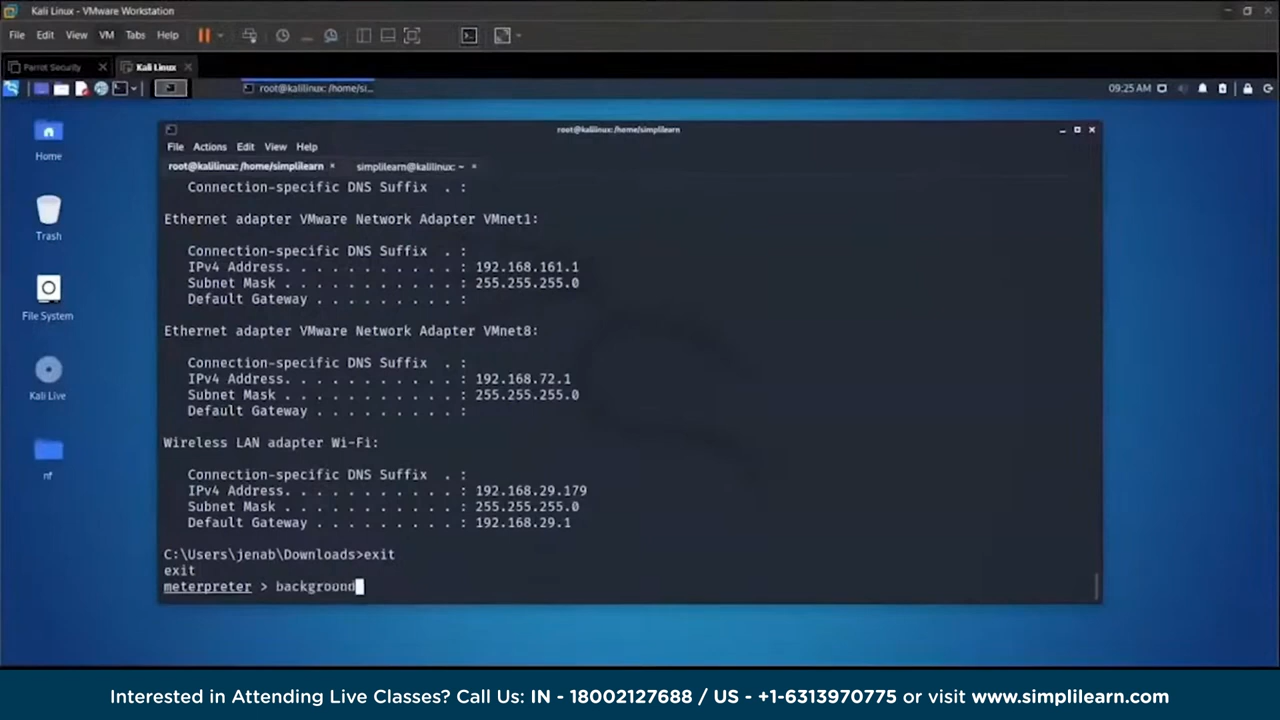 Kali Linux - VMware Workstation
File Edit View VM Tabs Help
Parrot Security Kali Linux
root@kalilinux: /home/si... 09:25 AM
root@kalilinux: /home/simplilearn
File Actions Edit View Help
root@kalilinux: /home/simplilearn simplilearn@kalilinux: ~
Connection-specific DNS Suffix . :
Ethernet adapter VMware Network Adapter VMnet1:
Connection-specific DNS Suffix . :
IPv4 Address. . . . . . . . . . . : 192.168.161.1
Subnet Mask . . . . . . . . . . . : 255.255.255.0
Default Gateway . . . . . . . . . :
Ethernet adapter VMware Network Adapter VMnet8:
Connection-specific DNS Suffix . :
IPv4 Address. . . . . . . . . . . : 192.168.72.1
Subnet Mask . . . . . . . . . . . : 255.255.255.0
Default Gateway . . . . . . . . . :
Wireless LAN adapter Wi-Fi:
Connection-specific DNS Suffix . :
IPv4 Address. . . . . . . . . . . : 192.168.29.179
Subnet Mask . . . . . . . . . . . : 255.255.255.0
Default Gateway . . . . . . . . . : 192.168.29.1
C:\Users\jenab\Downloads>exit
exit
meterpreter > background
Home
Trash
File System
Kali Live
nf
Interested in Attending Live Classes? Call Us: IN - 18002127688 / US - +1-6313970775 or visit www.simplilearn.com